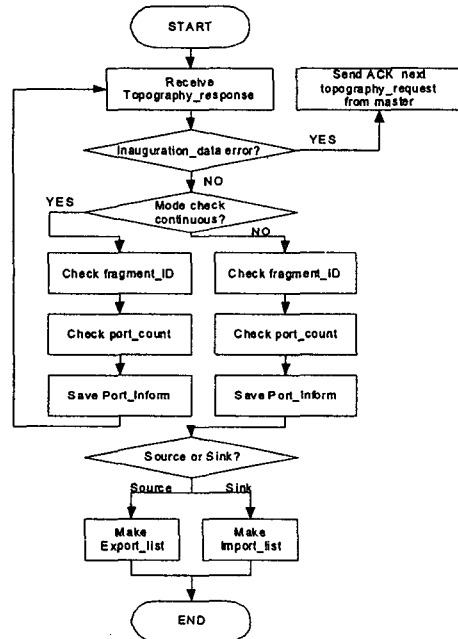 START
Receive
Topography_response
Send ACK next
topography_request
from master
Inauguration_data error?
YES
NO
YES
Mode check
continuous?
NO
Check fragment_ID
Check fragment_ID
Check port_count
Check port_count
Save Port_Inform
Save Port_Inform
Source or Sink?
Source
Sink
Make
Export_list
Make
Import_list
END